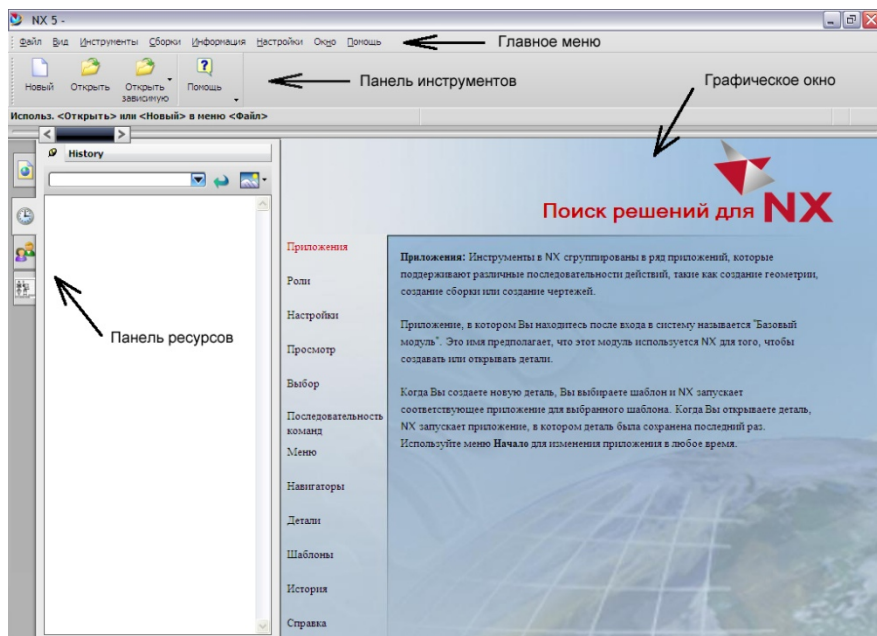 NX 5 -
Файл Вид Инструменты Сборки Информация Настройки Окно Помощь
Главное меню
Новый Открыть Открыть зависимую Помощь
Панель инструментов
Графическое окно
Использ. <Открыть> или <Новый> в меню <Файл>
History
Поиск решений для NX
Приложения
Роли
Настройки
Просмотр
Выбор
Последовательность
команд
Меню
Навигаторы
Детали
Шаблоны
История
Справка
Приложения: Инструменты в NX сгруппированы в ряд приложений, которые
поддерживают различные последовательности действий, такие как создание геометрии,
создание сборки или создание чертежей.
Приложение, в котором Вы находитесь после входа в систему называется "Базовый
модуль". Это имя предполагает, что этот модуль используется NX для того, чтобы
создавать или открывать детали.
Когда Вы создаете новую деталь, Вы выбираете шаблон и NX запускает
соответствующее приложение для выбранного шаблона. Когда Вы открываете деталь,
NX запускает приложение, в котором деталь была сохранена последний раз.
Используйте меню Начало для изменения приложения в любое время.
Панель ресурсов